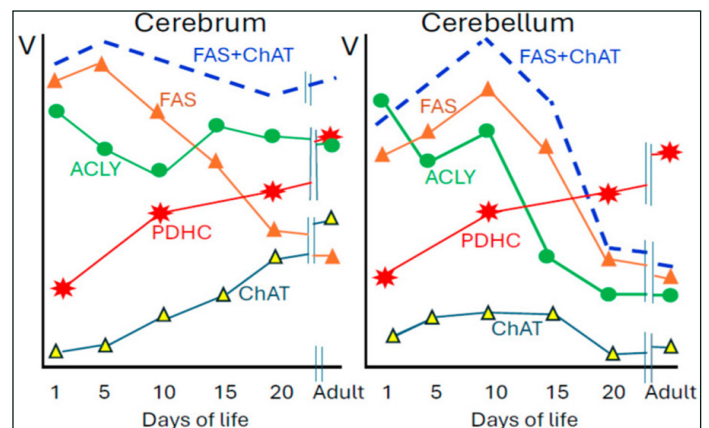 Cerebrum
V
FAS+ChAT
FAS
ACLY
PDHC
ChAT
1 5 10 15 20 Adult
Days of life
Cerebellum
V
FAS+ChAT
FAS
ACLY
PDHC
ChAT
1 5 10 15 20 Adult
Days of life